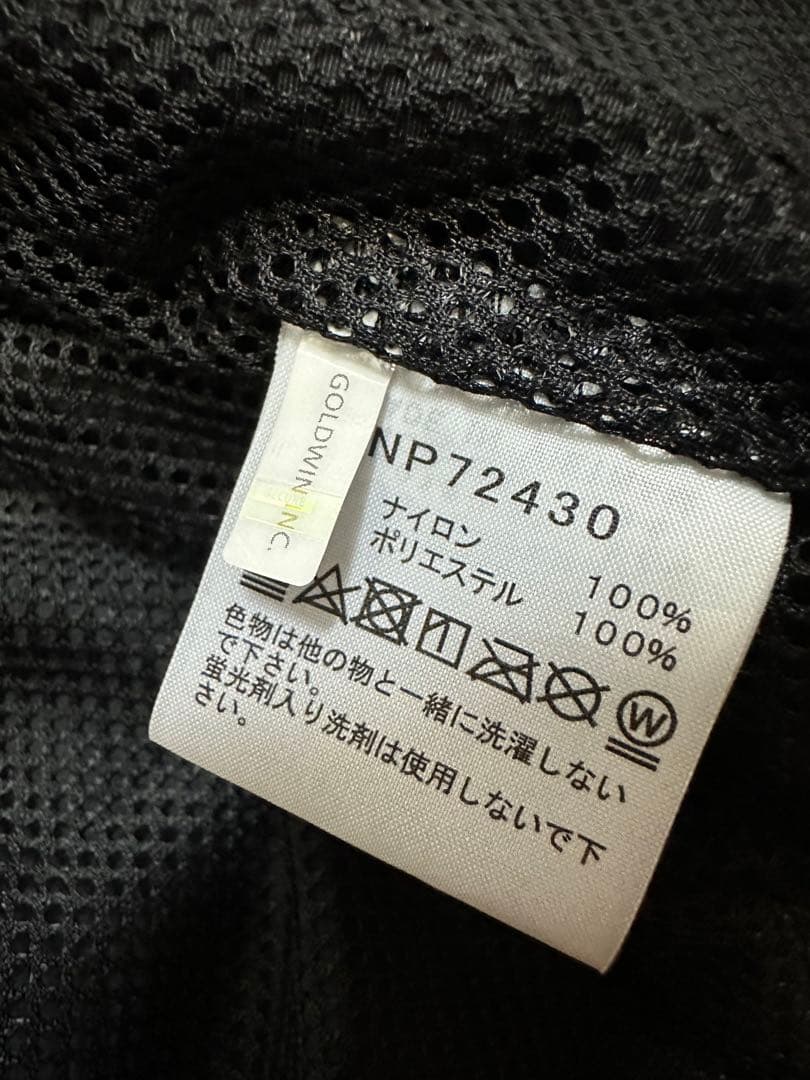 GOLDWIN INC.
NP72430
ナイロン 100%
ポリエステル 100%
W
色物は他の物と一緒に洗濯しない
で下さい。
蛍光剤入り洗剤は使用しないで下
さい。